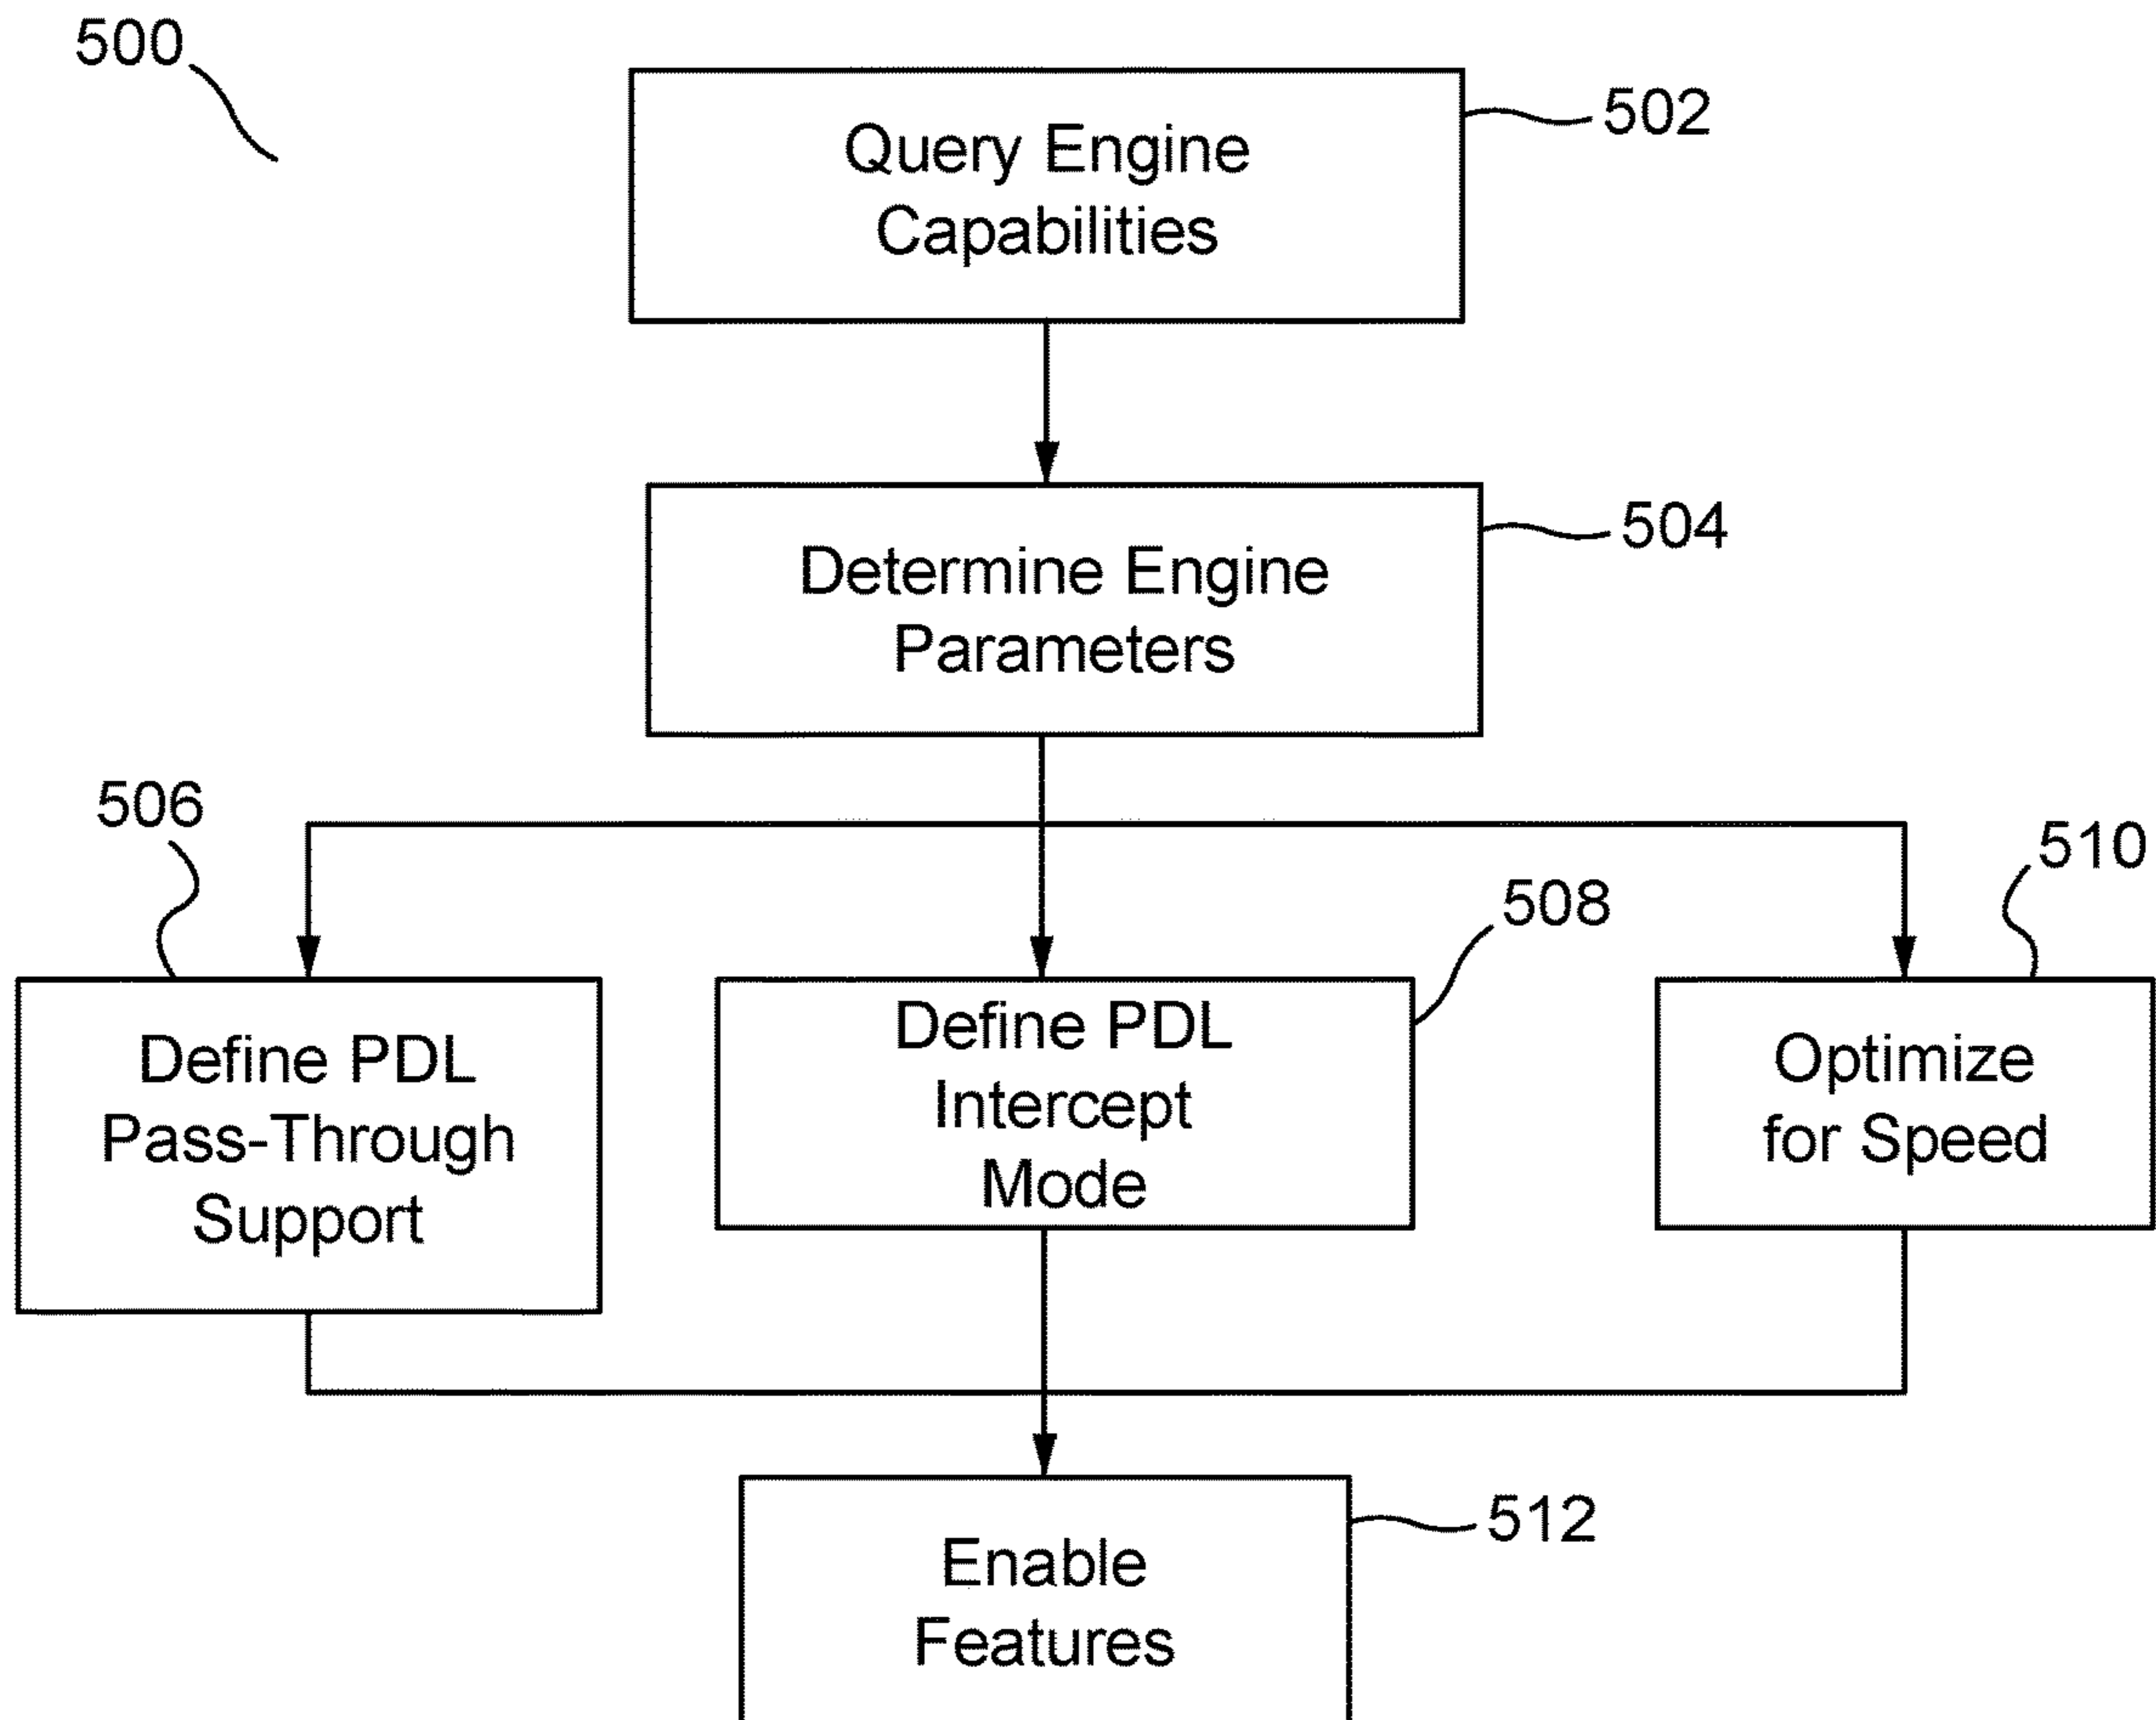 500
502
Query Engine
Capabilities
504
Determine Engine
Parameters
506
508
510
Define PDL
Pass-Through
Support
Define PDL
Intercept
Mode
Optimize
for Speed
512
Enable
Features